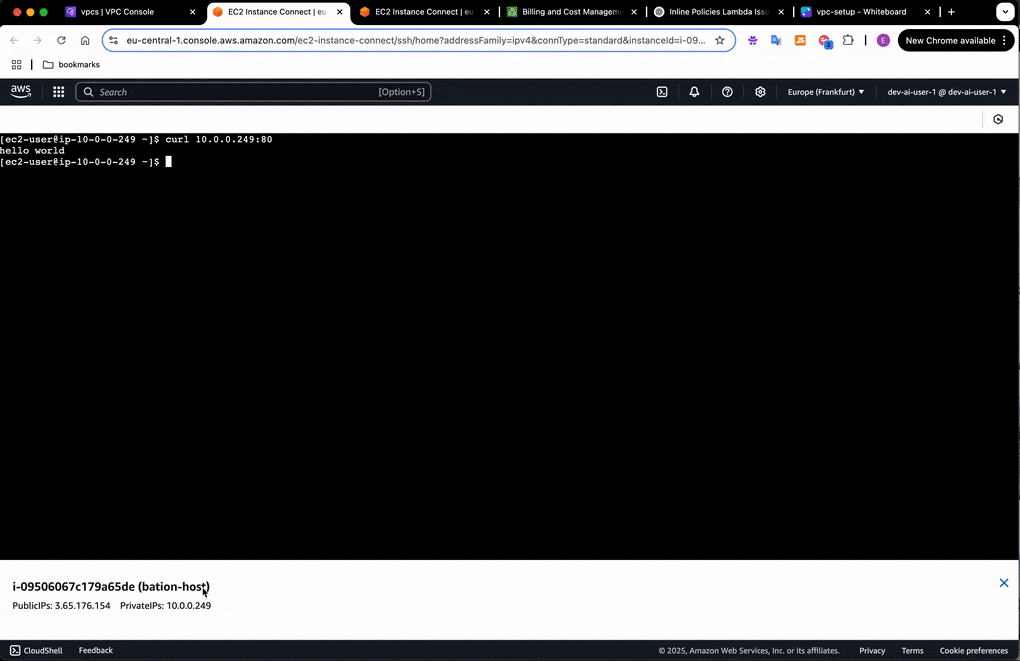 vpcs | VPC Console
EC2 Instance Connect | eu
EC2 Instance Connect | eu
Billing and Cost Managem
Inline Policies Lambda Issu
vpc-setup - Whiteboard
eu-central-1.console.aws.amazon.com/ec2-instance-connect/ssh/home?addressFamily=ipv4&connType=standard&instanceId=i-09...
JS
2
E
New Chrome available
bookmarks
aws
Search
[Option+S]
Europe (Frankfurt)
dev-ai-user-1 @ dev-ai-user-1
[ec2-user@ip-10-0-0-249 ~]$ curl 10.0.0.249:80
hello world
[ec2-user@ip-10-0-0-249 ~]$
i-09506067c179a65de (bation-host)
PublicIPs: 3.65.176.154 PrivateIPs: 10.0.0.249
CloudShell
Feedback
© 2025, Amazon Web Services, Inc. or its affiliates.
Privacy
Terms
Cookie preferences